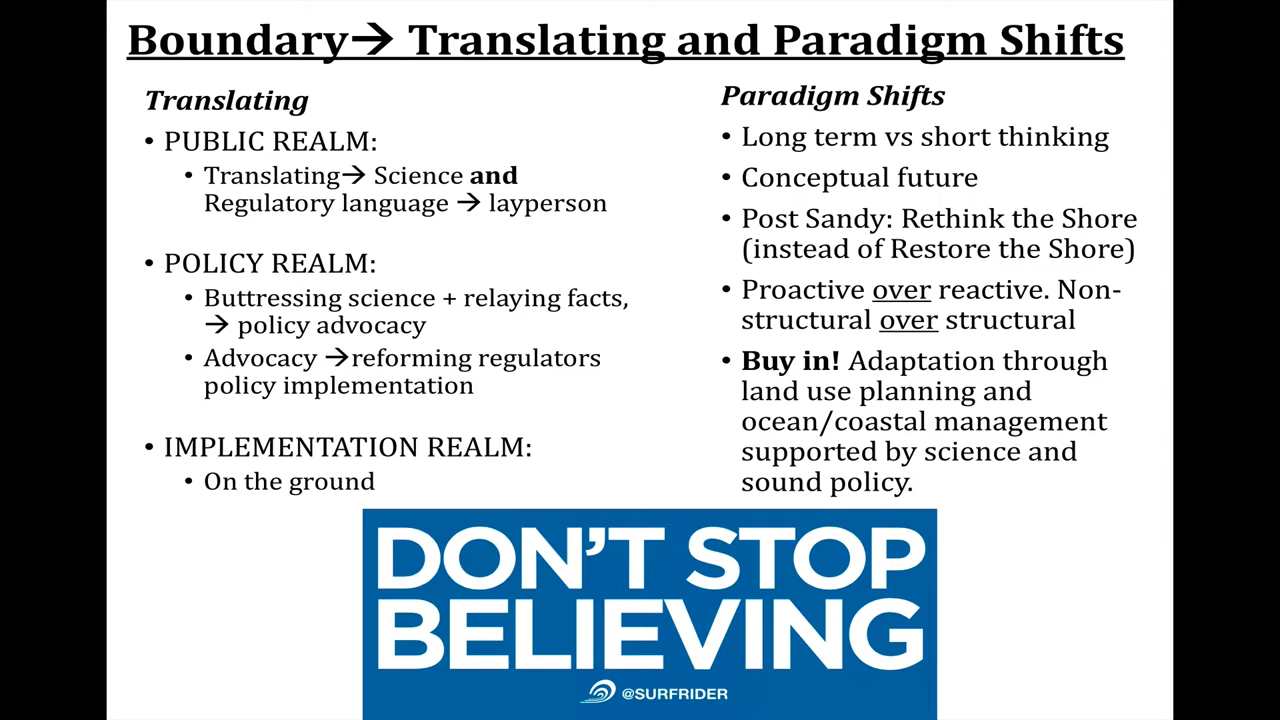 Boundary→ Translating and Paradigm Shifts
Translating
• PUBLIC REALM:
• Translating→ Science and
Regulatory language → layperson
• POLICY REALM:
• Buttressing science + relaying facts,
→ policy advocacy
• Advocacy →reforming regulators
policy implementation
• IMPLEMENTATION REALM:
• On the ground
Paradigm Shifts
• Long term vs short thinking
• Conceptual future
• Post Sandy: Rethink the Shore
(instead of Restore the Shore)
• Proactive over reactive. Non-
structural over structural
• Buy in! Adaptation through
land use planning and
ocean/coastal management
supported by science and
sound policy.
DON'T STOP
BELIEVING
@SURFRIDER